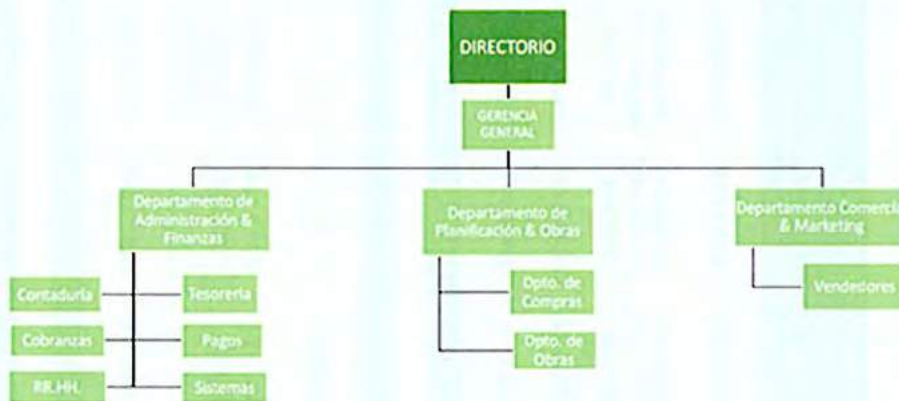 DIRECTORIO
GERENCIA
GENERAL
Departamento de
Administración &
Finanzas
Departamento de
Planificación & Obras
Departamento Comercia
& Marketing
Contaduría
Tesorería
Cobranzas
Pagos
RR.HH.
Sistemas
Dpto. de
Compras
Dpto. de
Obras
Vendedores